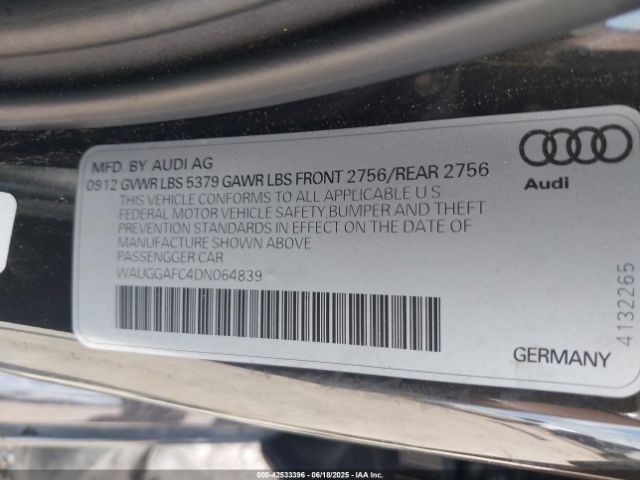 MFD. BY AUDI AG
0912 GVWR LBS 5379 GAWR LBS FRONT 2756/REAR 2756
THIS VEHICLE CONFORMS TO ALL APPLICABLE U S
FEDERAL MOTOR VEHICLE SAFETY,BUMPER AND THEFT
PREVENTION STANDARDS IN EFFECT ON THE DATE OF
MANUFACTURE SHOWN ABOVE
PASSENGGER CAR
WAUGGAFC4DN064839
Audi
4132265
GERMANY
000-42533396 - 06/18/2025 - IAA Inc.